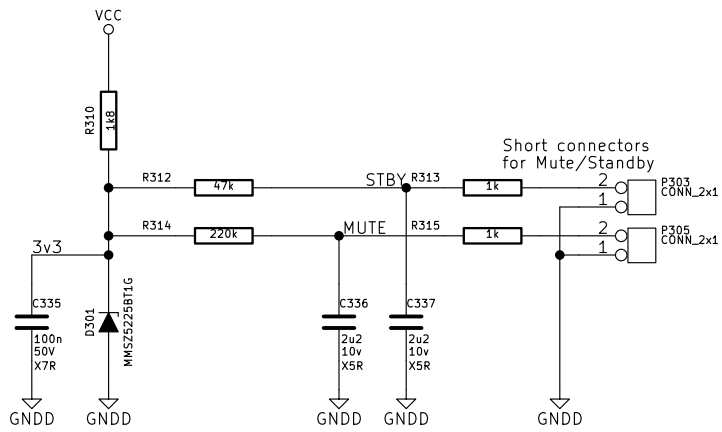 VCC
R310
1k8
Short connectors
for Mute/Standby
R312
47k
STBY
R313
1k
2
1
P303
CONN_2x1
R314
220k
MUTE
R315
1k
2
1
P305
CONN_2x1
3v3
C335
100n
50V
X7R
D301
MMSZ5225BT1G
C336
2u2
10v
X5R
C337
2u2
10v
X5R
GNDD
GNDD
GNDD
GNDD
GNDD